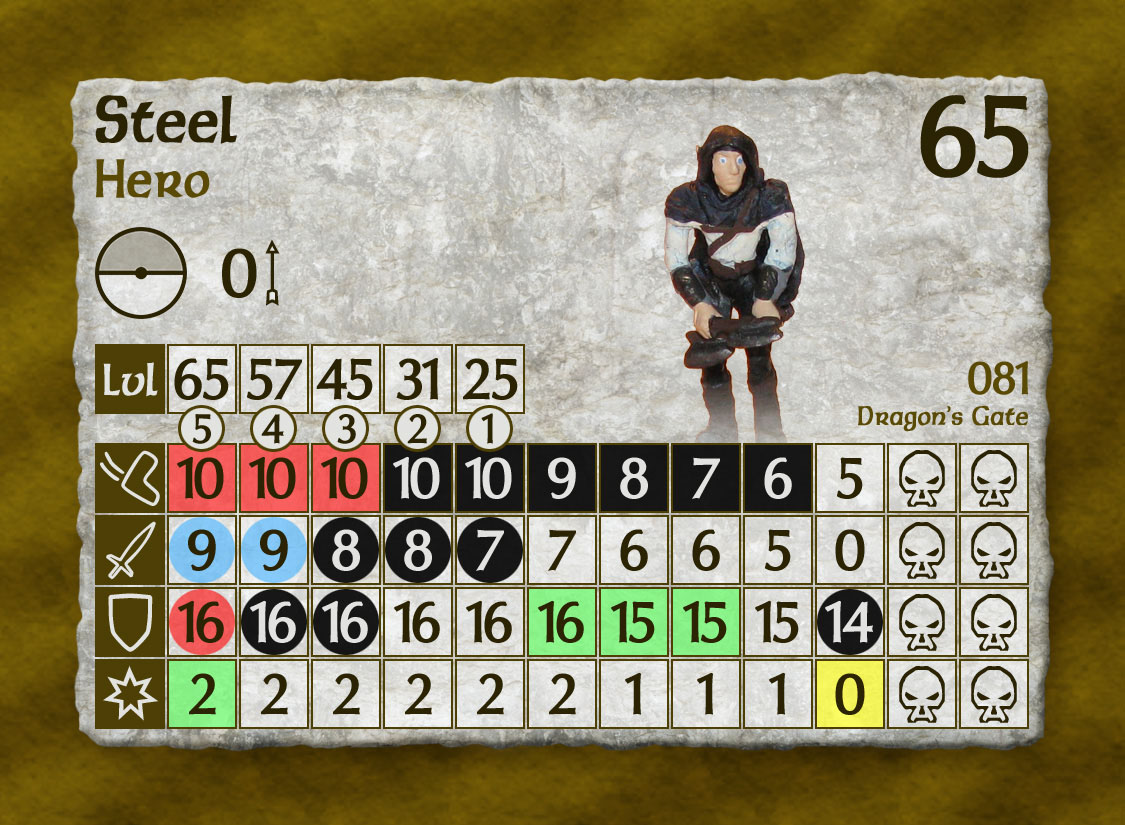 Steel
65
Hero
0
081
Dragon's Gate
Lvl 65 57 45 31 25
5 4 3 2 1
10 10 10 10 10 9 8 7 6 5
9 9 8 8 7 7 6 6 5 0
16 16 16 16 16 16 15 15 15 14
2 2 2 2 2 2 1 1 1 0